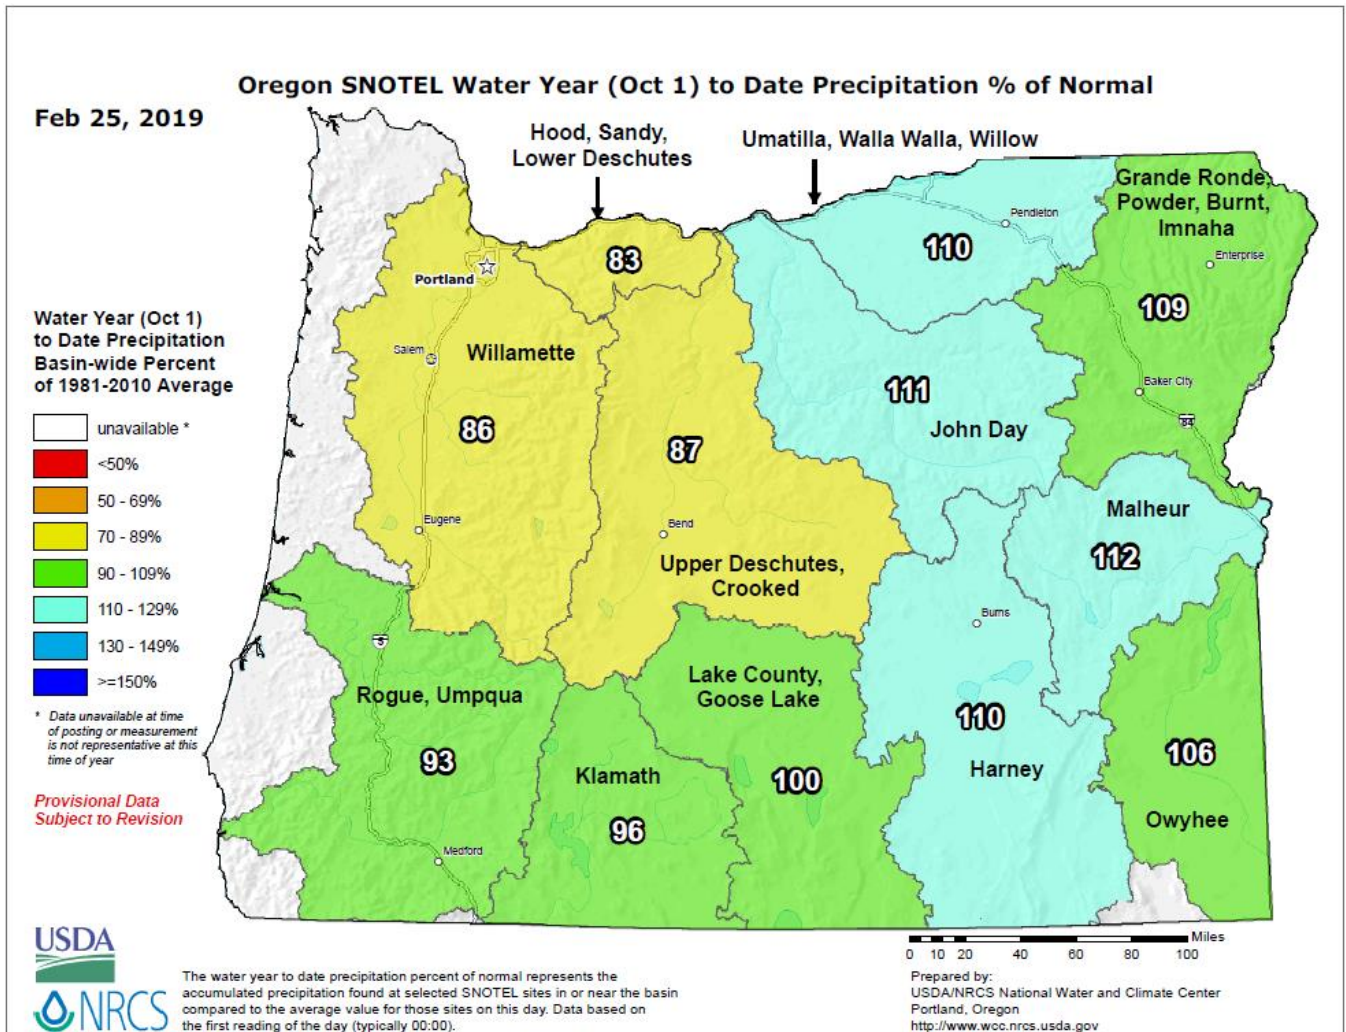 Oregon SNOTEL Water Year (Oct 1) to Date Precipitation % of Normal
Feb 25, 2019
Hood, Sandy,
Lower Deschutes
Umatilla, Walla Walla, Willow
Grande Ronde,
Powder, Burnt,
Imnaha
Pendleton
Enterprise
110
83
Portland
109
Water Year (Oct 1)
to Date Precipitation
Basin-wide Percent
of 1981-2010 Average
Salem
Willamette
111
Baker City
84
John Day
86
87
unavailable *
<50%
50 - 69%
70 - 89%
90 - 109%
110 - 129%
130 - 149%
>=150%
Eugene
Bend
Malheur
112
Upper Deschutes,
Crooked
Burns
5
Rogue, Umpqua
Lake County,
Goose Lake
110
Harney
* Data unavailable at time
of posting or measurement
is not representative at this
time of year
93
Klamath
96
100
106
Owyhee
Provisional Data
Subject to Revision
Medford
Miles
0 10 20 40 60 80 100
USDA
NRCS
The water year to date precipitation percent of normal represents the
accumulated precipitation found at selected SNOTEL sites in or near the basin
compared to the average value for those sites on this day. Data based on
the first reading of the day (typically 00:00).
Prepared by:
USDA/NRCS National Water and Climate Center
Portland, Oregon
http://www.wcc.nrcs.usda.gov